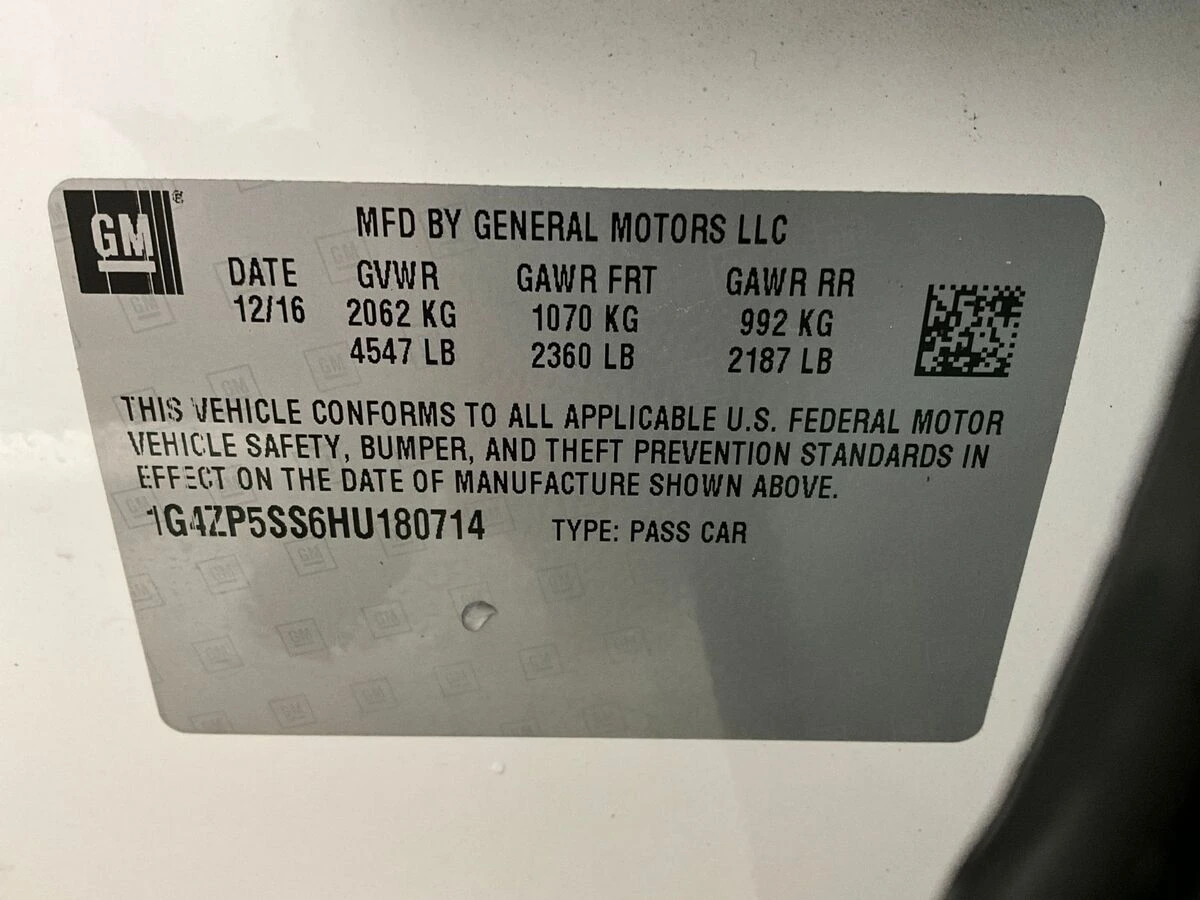 GM
MFD BY GENERAL MOTORS LLC
DATE GVWR GAWR FRT GAWR RR
12/16 2062 KG 1070 KG 992 KG
4547 LB 2360 LB 2187 LB
THIS VEHICLE CONFORMS TO ALL APPLICABLE U.S. FEDERAL MOTOR
VEHICLE SAFETY, BUMPER, AND THEFT PREVENTION STANDARDS IN
EFFECT ON THE DATE OF MANUFACTURE SHOWN ABOVE.
1G4ZP5SS6HU180714 TYPE: PASS CAR